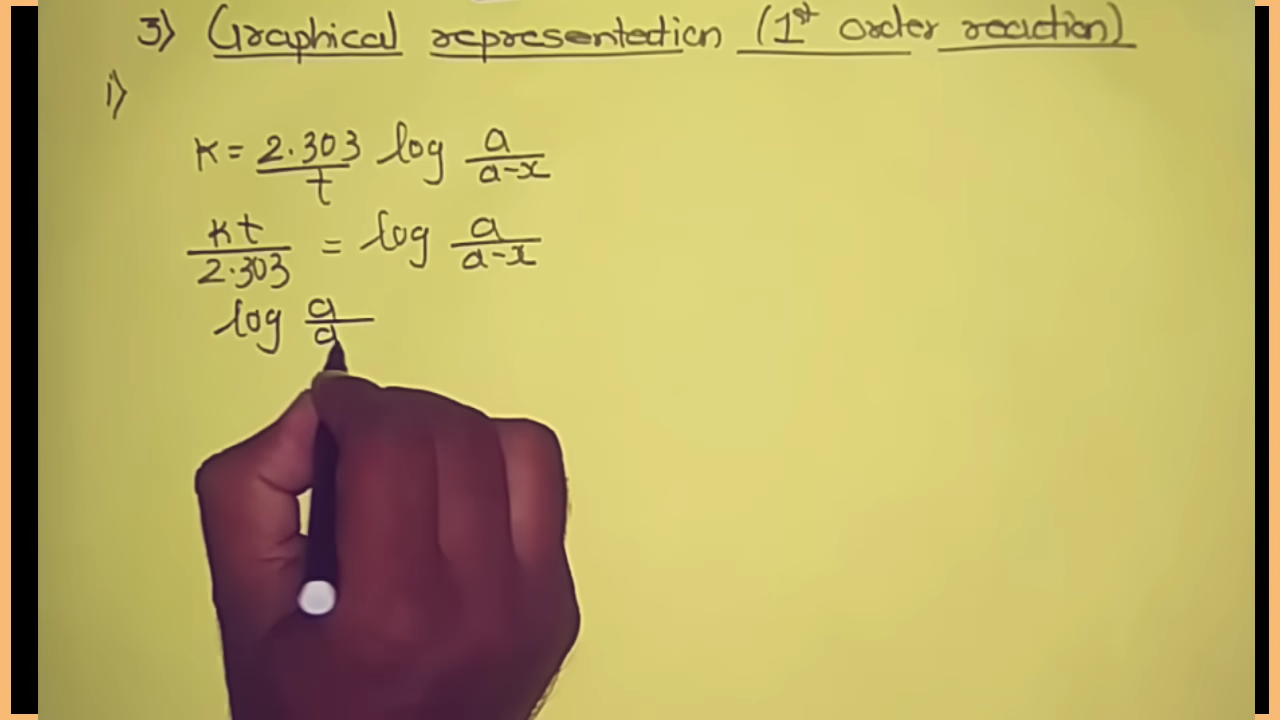 3) Graphical representation (1st order reaction)
i)
K = 2.303/t log a/a-x
Kt/2.303 = log a/a-x
log a/a